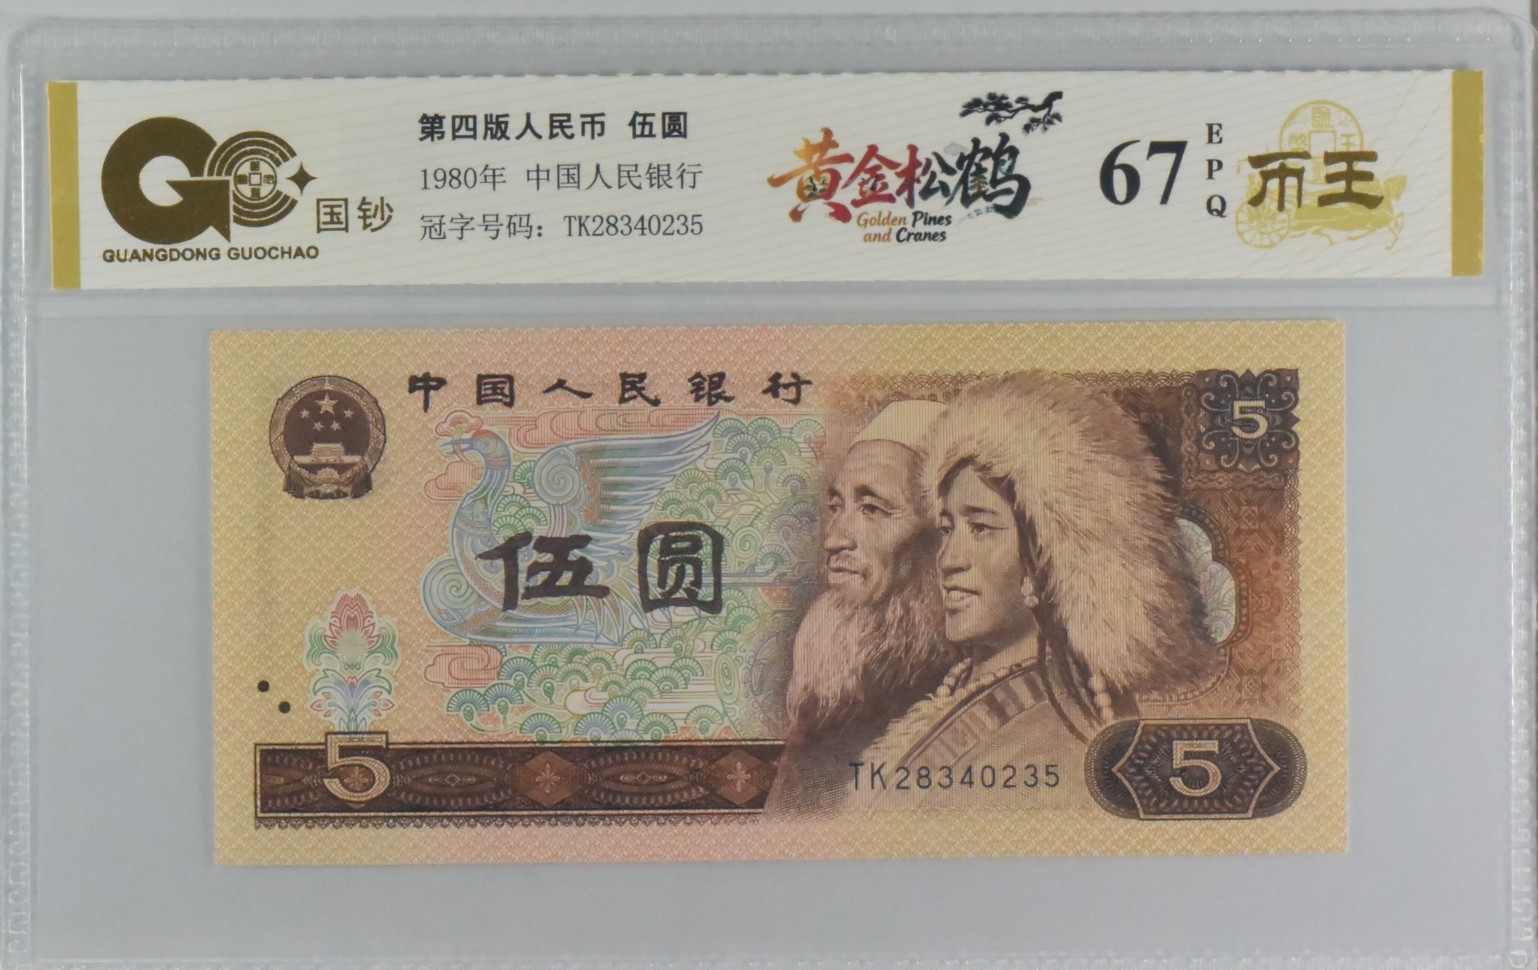 国钞
GUANGDONG GUOCHAO
第四版人民币 伍圆
1980年 中国人民银行
冠字号码：TK28340235
黄金松鹤
Golden Pines
and Cranes
67
EPQ
币王
中国人民银行
5
伍圆
5
TK28340235
5